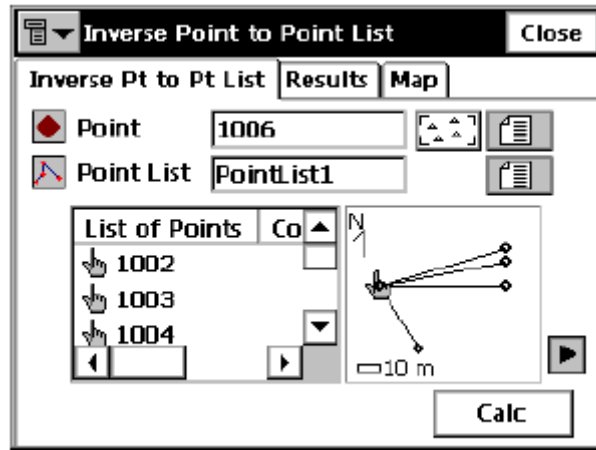 Inverse Point to Point List Close
Inverse Pt to Pt List Results Map
Point 1006
Point List PointList1
List of Points Co
1002
1003
1004
N
10 m
Calc